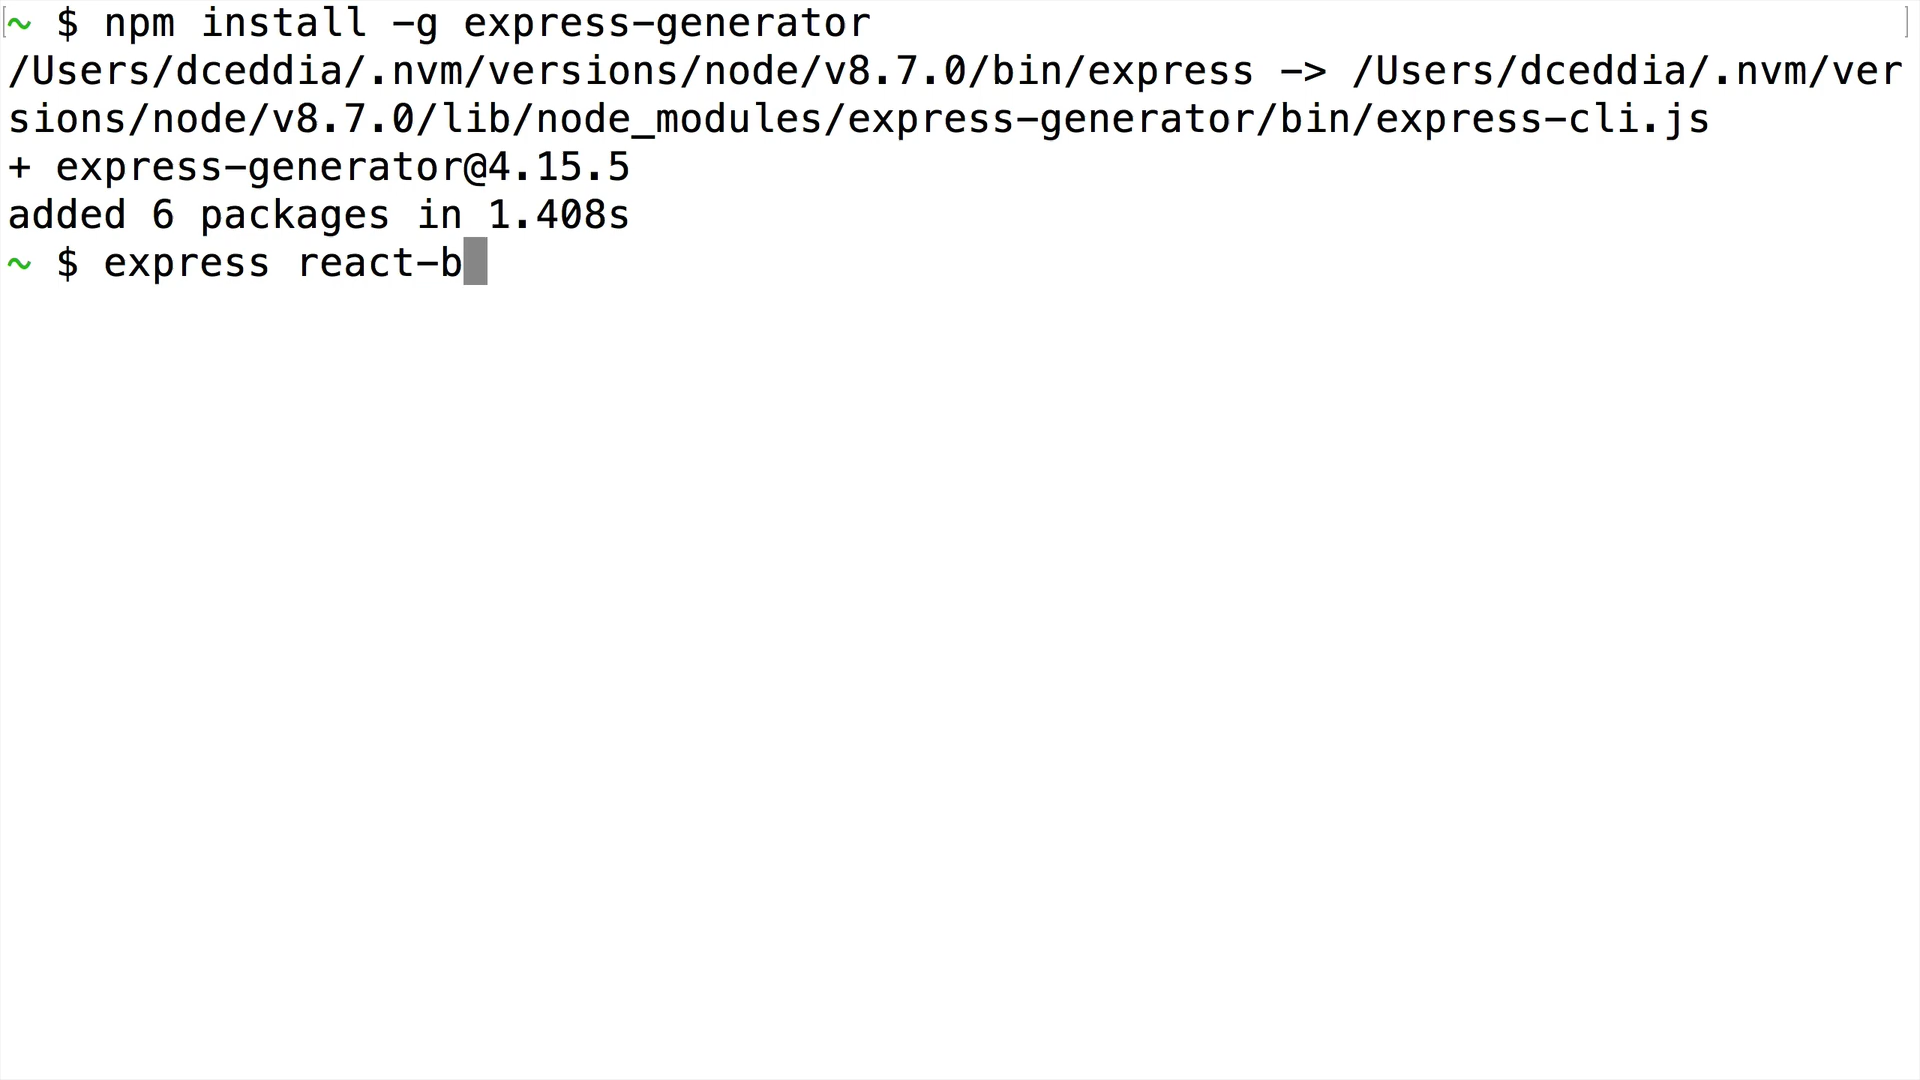 ~ $ npm install -g express-generator
/Users/dceddia/.nvm/versions/node/v8.7.0/bin/express -> /Users/dceddia/.nvm/ver
sions/node/v8.7.0/lib/node_modules/express-generator/bin/express-cli.js
+ express-generator@4.15.5
added 6 packages in 1.408s
~ $ express react-b